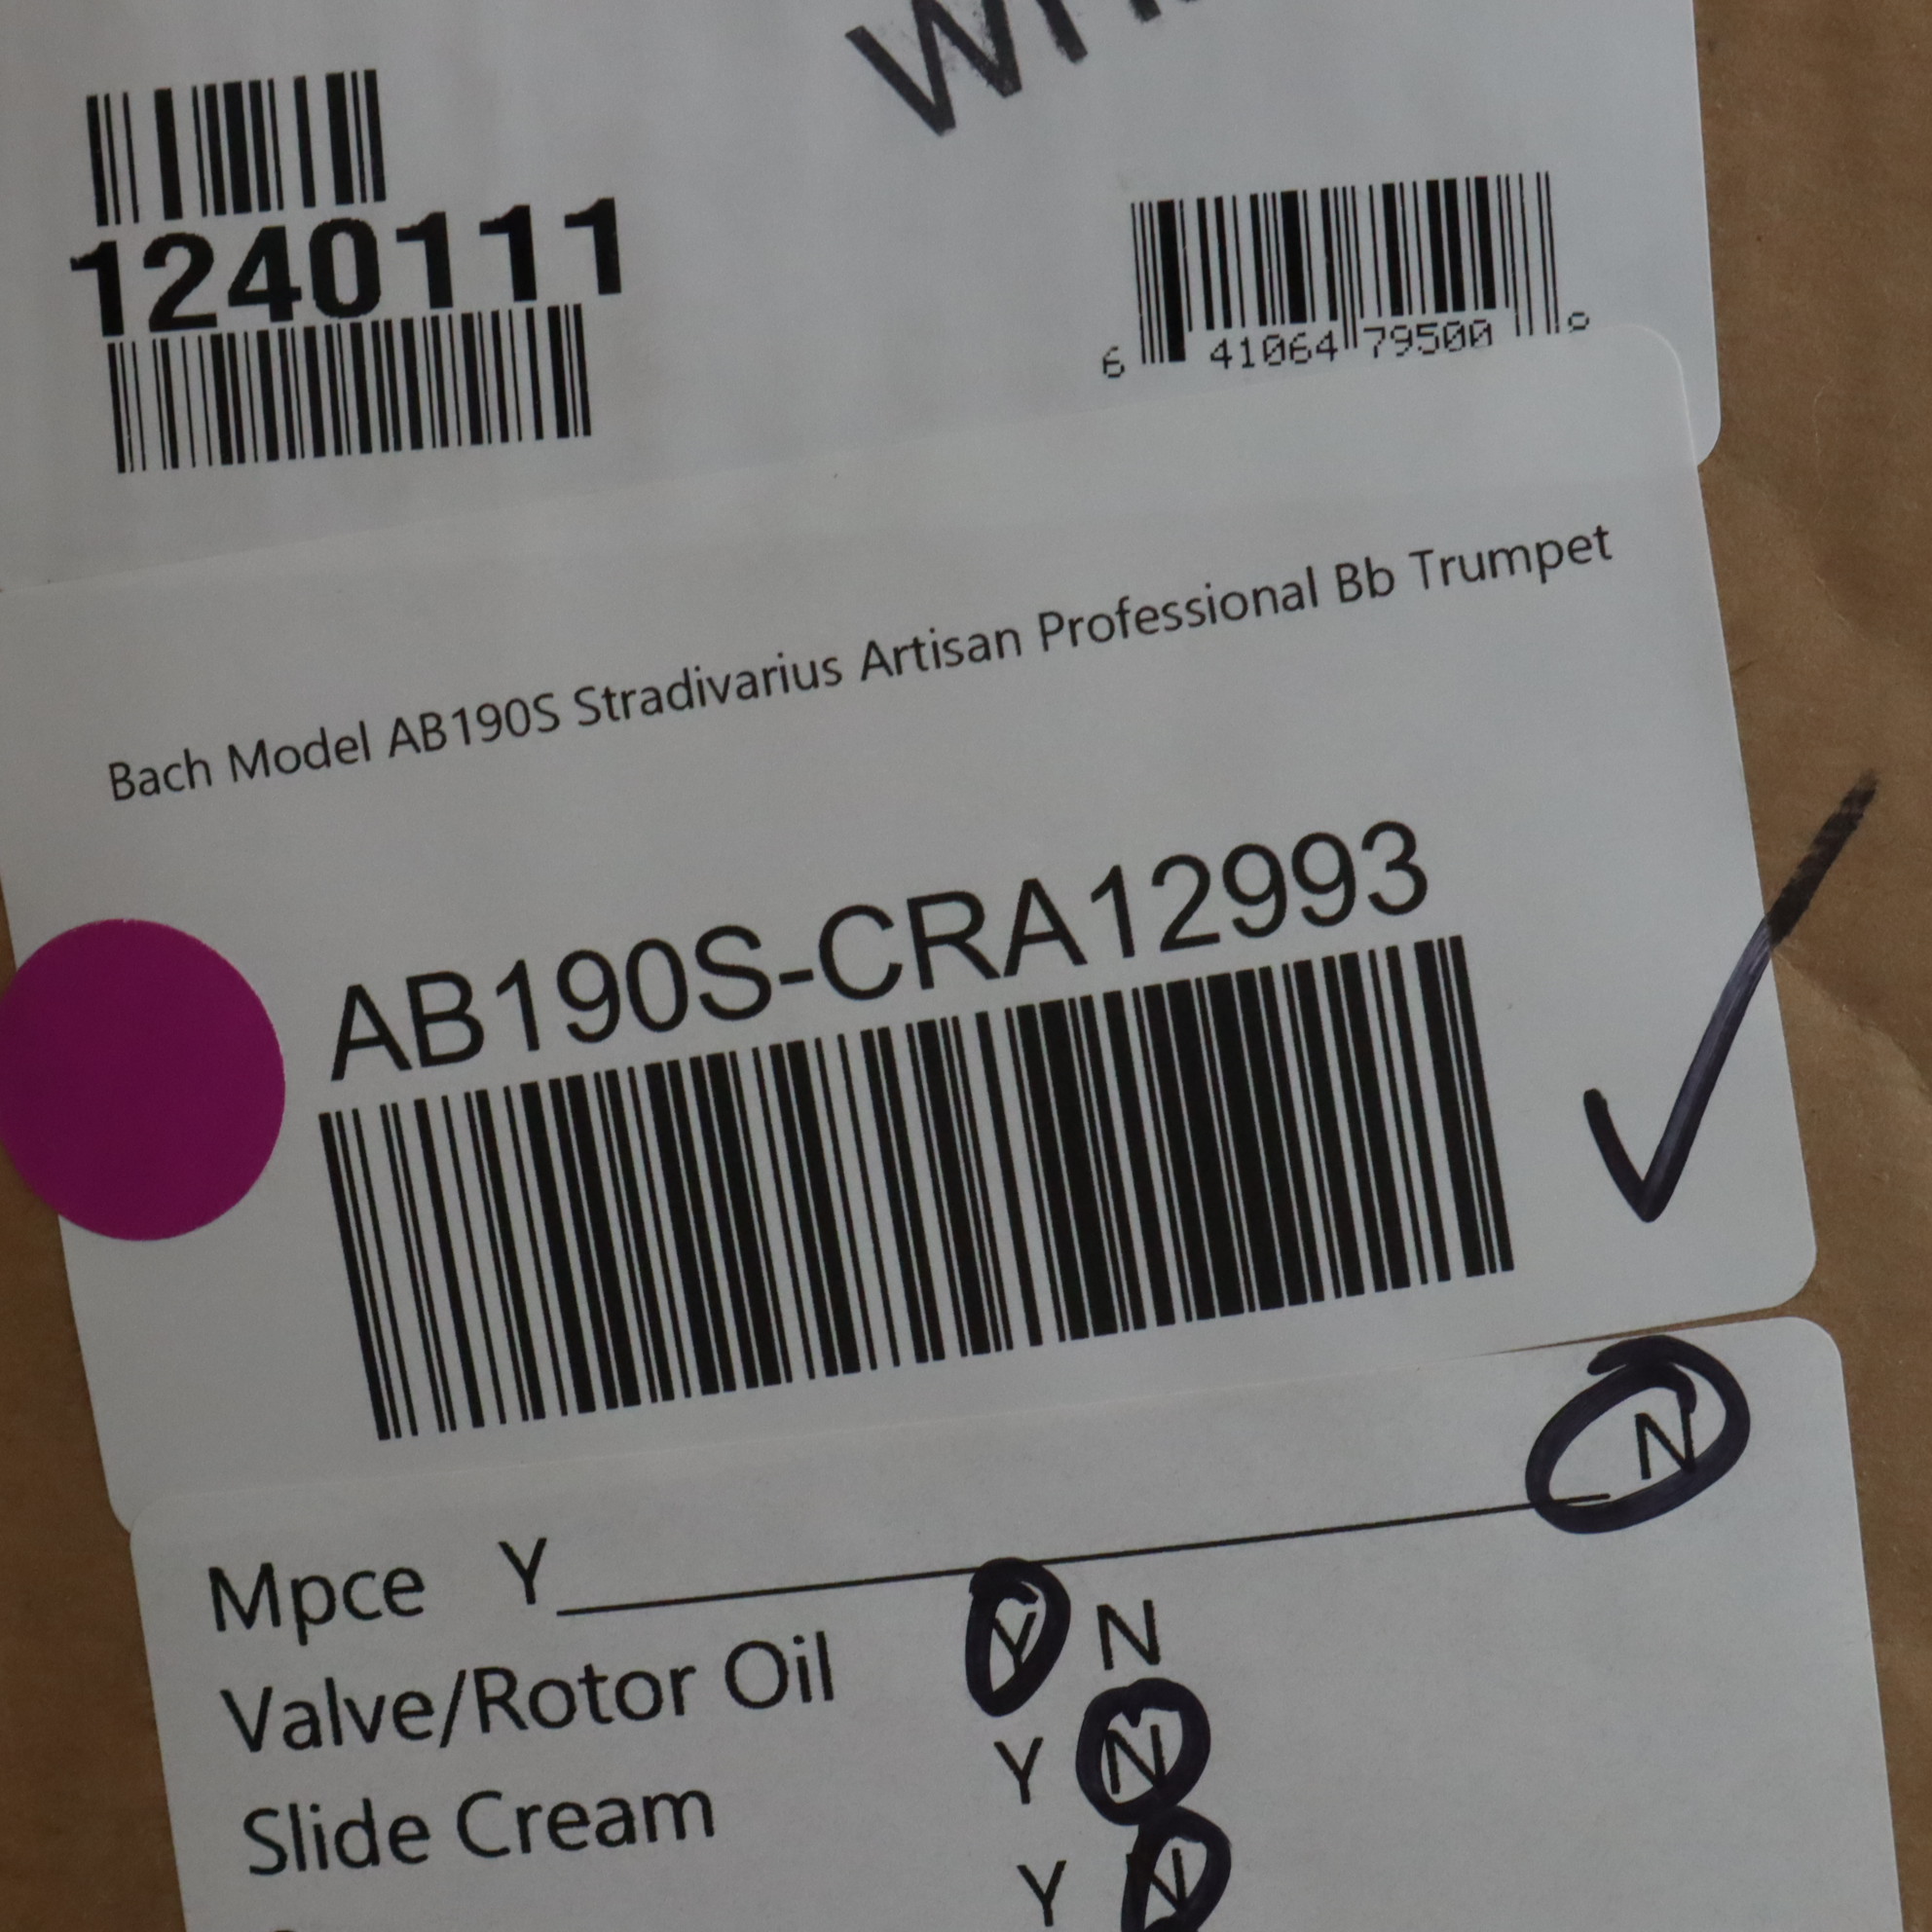 1240111
6 41064 79500 9
Bach Model AB190S Stradivarius Artisan Professional Bb Trumpet
AB190S-CRA12993
Mpce Y N
Valve/Rotor Oil Y N
Slide Cream Y N
Y N